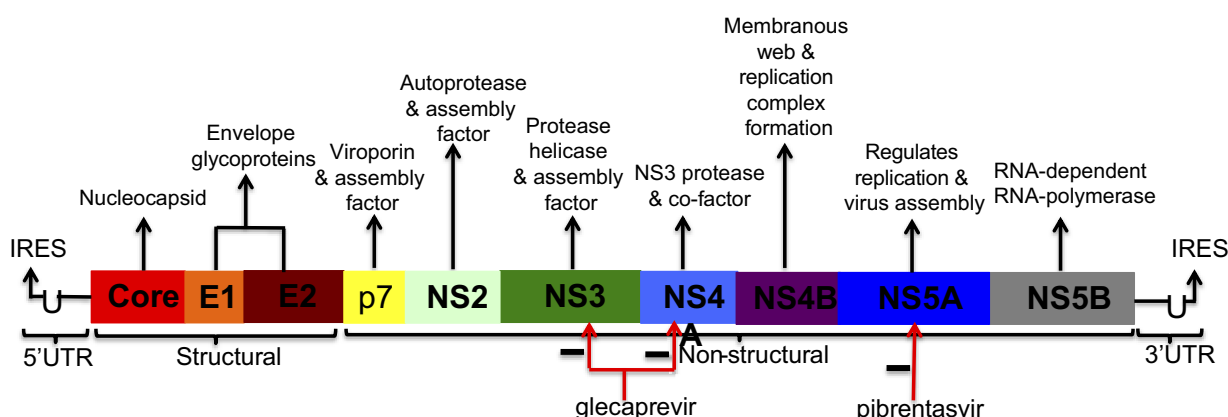 Membranous
web &
replication
complex
formation
Autoprotease
& assembly
factor
Envelope
glycoproteins
Viroporin
& assembly
factor
Protease
helicase
& assembly
factor
NS3 protease
& co-factor
Regulates
replication &
virus assembly
RNA-dependent
RNA-polymerase
Nucleocapsid
IRES
IRES
Core
E1
E2
p7
NS2
NS3
NS4
A
NS4B
NS5A
NS5B
U
U
5'UTR
Structural
Non-structural
3'UTR
glecaprevir
pibrentasvir